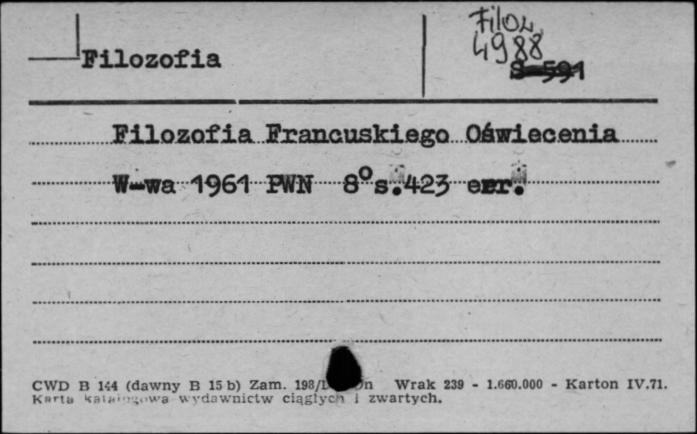 Filoz.
4988
S-591
Filozofia
Filozofia Francuskiego Oświecenia
W-wa 1961 PWN 8° s.423 err.
CWD B 144 (dawny B 15 b) Zam. 198/ Wrak 239 - 1.660.000 - Karton IV.71.
Karta katalogowa wydawnictw ciągłych i zwartych.